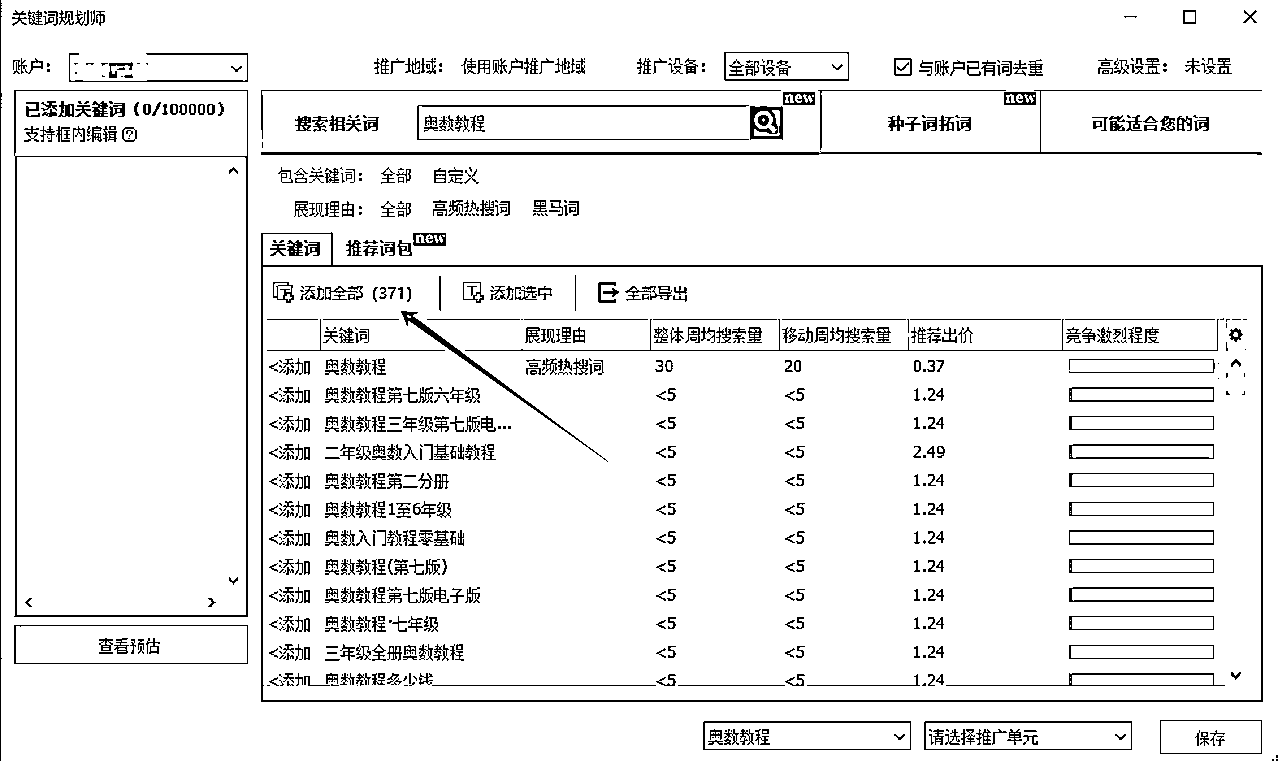 关键词规划师
账户： 推广地域： 使用账户推广地域 推广设备： 全部设备 与账户已有词去重 高级设置： 未设置
已添加关键词（0/100000）
支持框内编辑
搜索相关词 奥数教程 new 种子词拓词 new 可能适合您的词
包含关键词： 全部 自定义
展现理由： 全部 高频热搜词 黑马词
关键词 推荐词包 new
添加全部 (371) 添加选中 全部导出
关键词 展现理由 整体周均搜索量 移动周均搜索量 推荐出价 竞争激烈程度
<添加 奥数教程 高频热搜词 30 20 0.37
<添加 奥数教程第七版六年级 <5 <5 1.24
<添加 奥数教程三年级第七版电... <5 <5 1.24
<添加 二年级奥数入门基础教程 <5 <5 2.49
<添加 奥数教程第二分册 <5 <5 1.24
<添加 奥数教程1至6年级 <5 <5 1.24
<添加 奥数入门教程零基础 <5 <5 1.24
<添加 奥数教程(第七版) <5 <5 1.24
<添加 奥数教程第七版电子版 <5 <5 1.24
<添加 奥数教程·七年级 <5 <5 1.24
<添加 三年级全册奥数教程 <5 <5 1.24
<添加 奥数教程多少钱 <5 <5 1.24
查看预估
奥数教程 请选择推广单元 保存